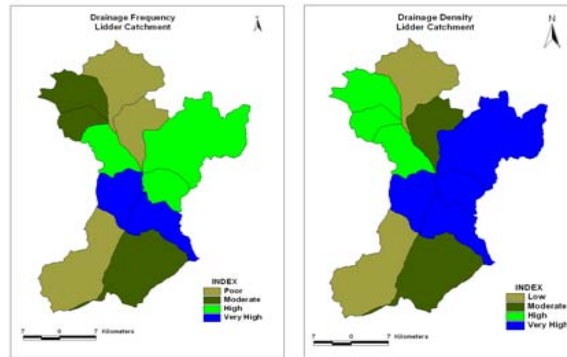 Drainage Frequency
Lidder Catchment
INDEX
Poor
Moderate
High
Very High
7 0 7 Kilometers
Drainage Density
Lidder Catchment
N
INDEX
Low
Moderate
High
Very High
7 0 7 Kilometers